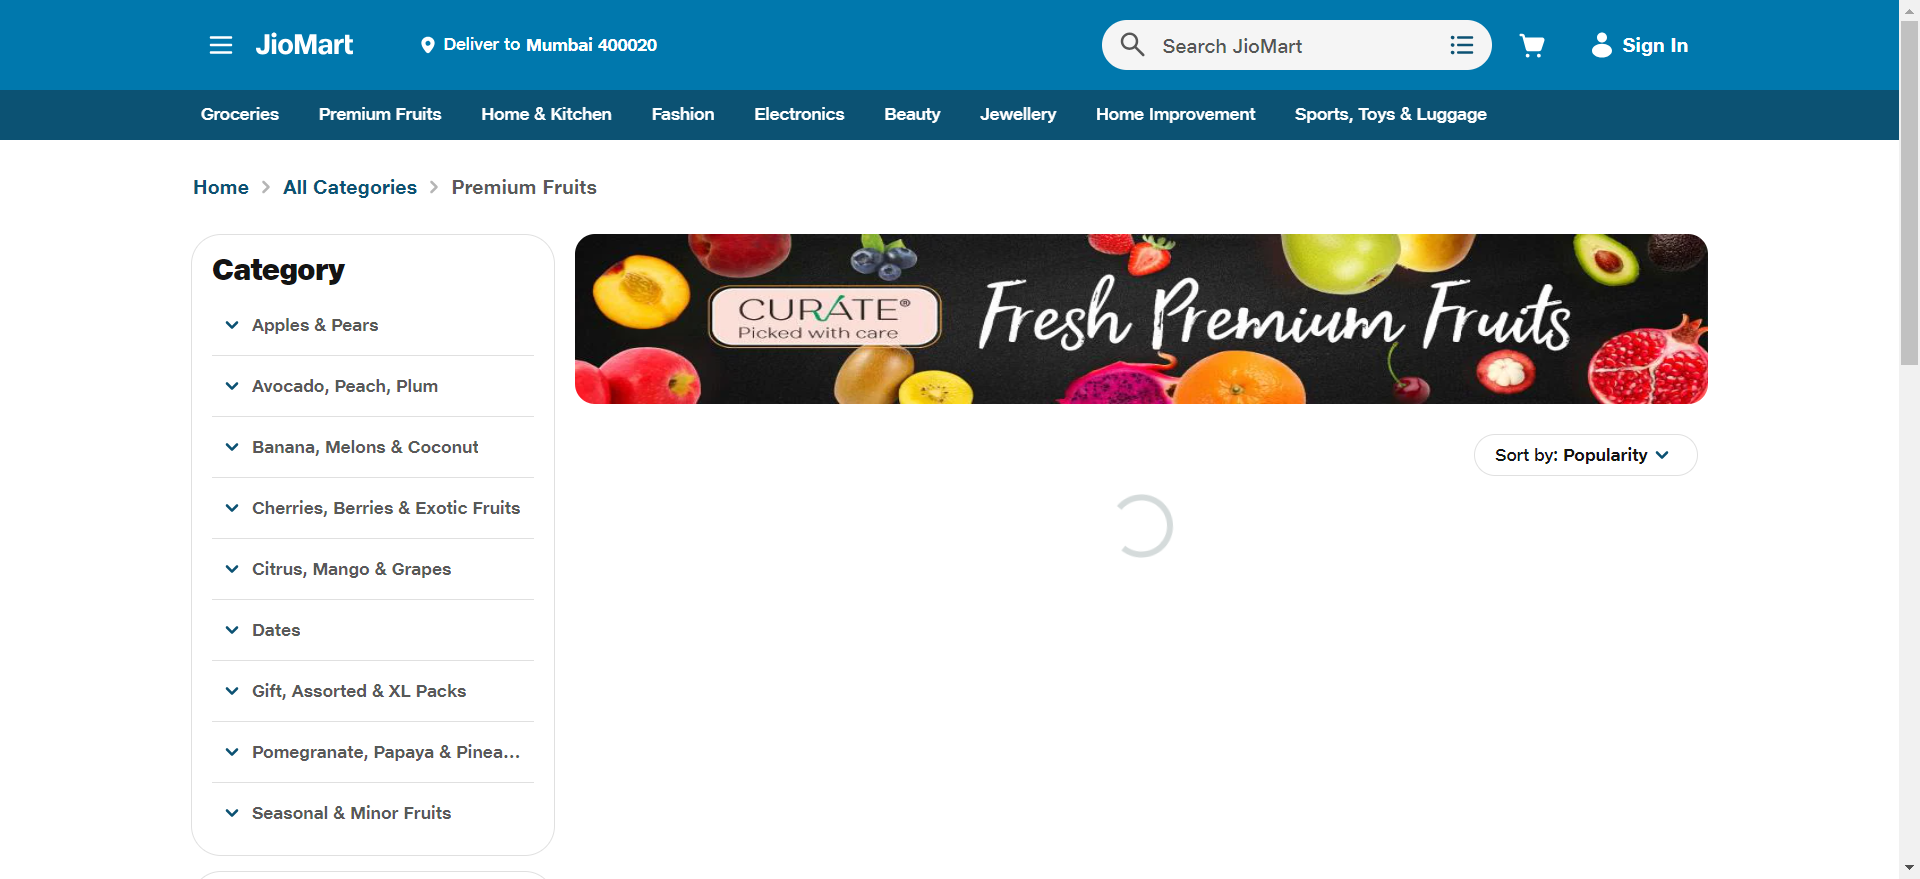 JioMart
Deliver to Mumbai 400020
Search JioMart
Sign In
Groceries
Premium Fruits
Home & Kitchen
Fashion
Electronics
Beauty
Jewellery
Home Improvement
Sports, Toys & Luggage
Home
All Categories
Premium Fruits
Category
Apples & Pears
Avocado, Peach, Plum
Banana, Melons & Coconut
Cherries, Berries & Exotic Fruits
Citrus, Mango & Grapes
Dates
Gift, Assorted & XL Packs
Pomegranate, Papaya & Pinea...
Seasonal & Minor Fruits
CURÁTE®
Picked with care
Fresh Premium Fruits
Sort by: Popularity